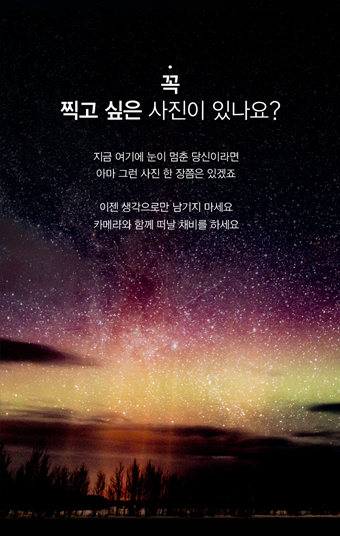 꼭
찍고 싶은 사진이 있나요?
지금 여기에 눈이 멈춘 당신이라면
아마 그런 사진 한 장쯤은 있겠죠
이젠 생각으로만 남기지 마세요
카메라와 함께 떠날 채비를 하세요